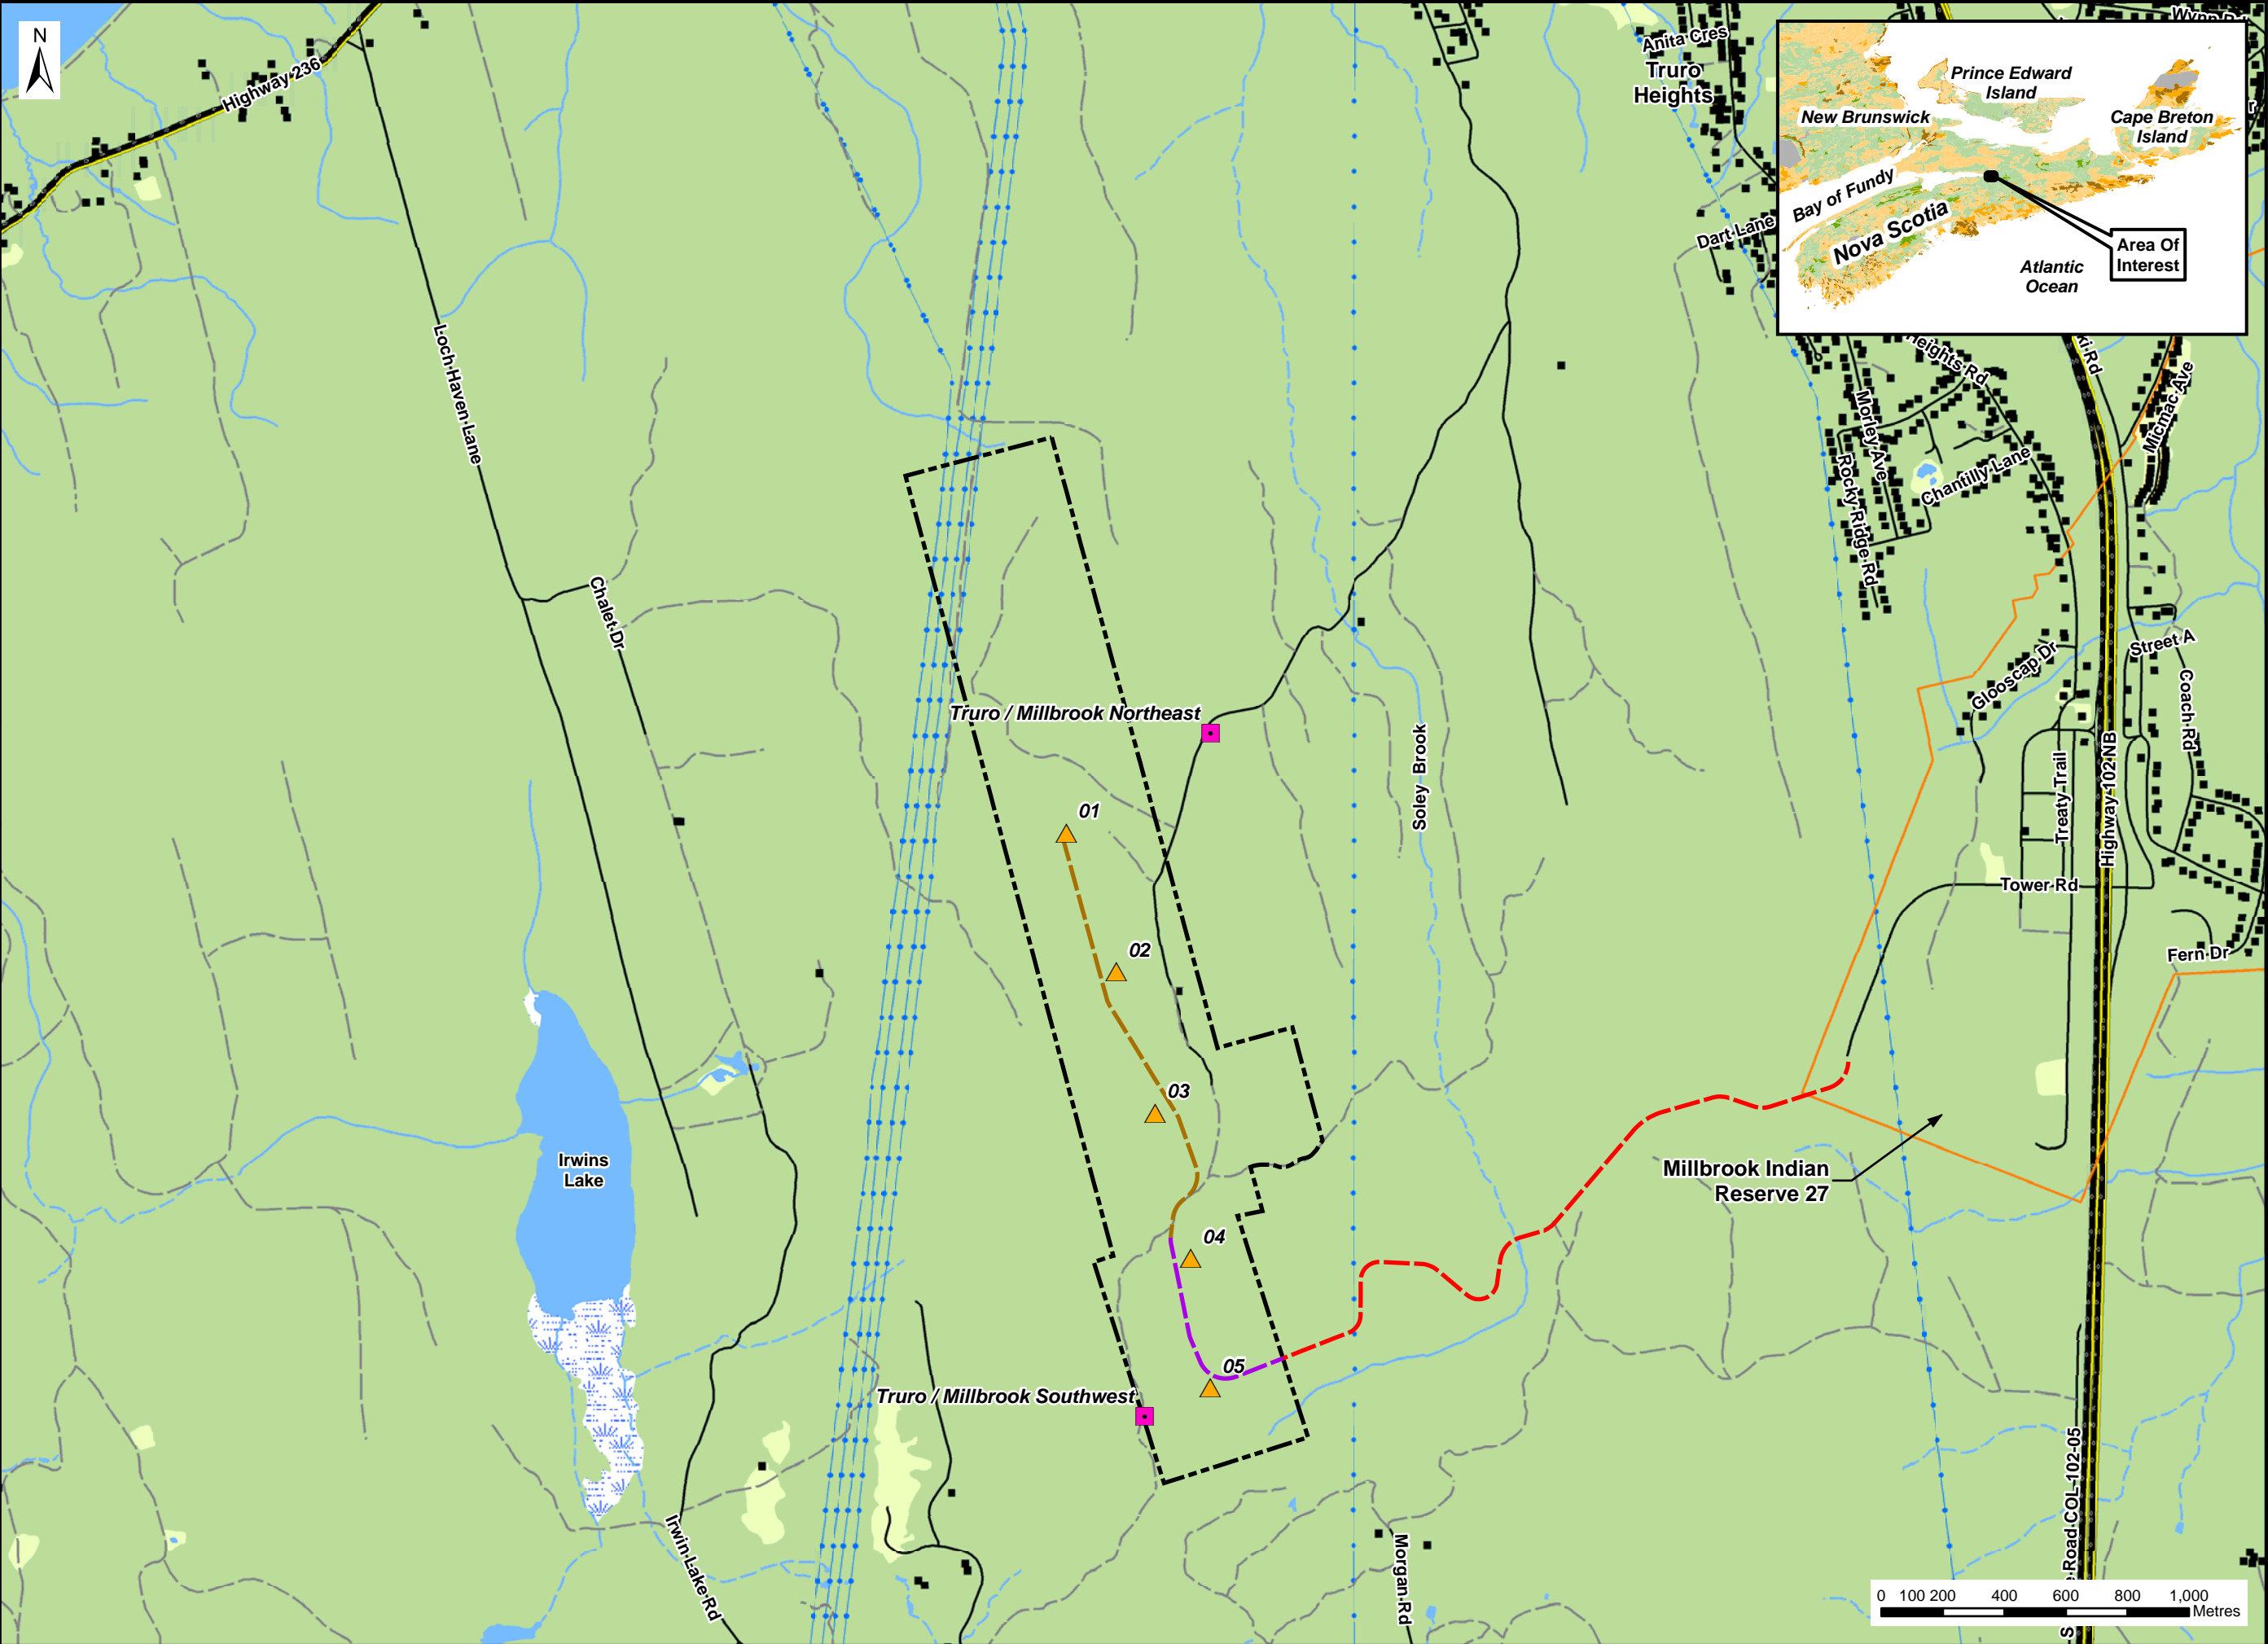 N
Highway 236
Loch Haven Lane
Chalet Dr
Anita Cres
Truro
Heights
Dart Lane
Prince Edward
Island
New Brunswick
Cape Breton
Island
Bay of Fundy
Nova Scotia
Area Of
Interest
Atlantic
Ocean
Heights Rd
Micmac Ave
Morley Ave
Chantilly Lane
Rocky Ridge Rd
Street A
Glooscap Dr
Coach Rd
Truro / Millbrook Northeast
Soley Brook
Treaty Trail
Highway 102 NB
01
Tower Rd
02
Fern Dr
03
Irwins
Lake
Millbrook Indian
Reserve 27
04
05
Truro / Millbrook Southwest
Irwin Lake Rd
Morgan Rd
Road COL-102-05
0 100 200 400 600 800 1,000
Metres